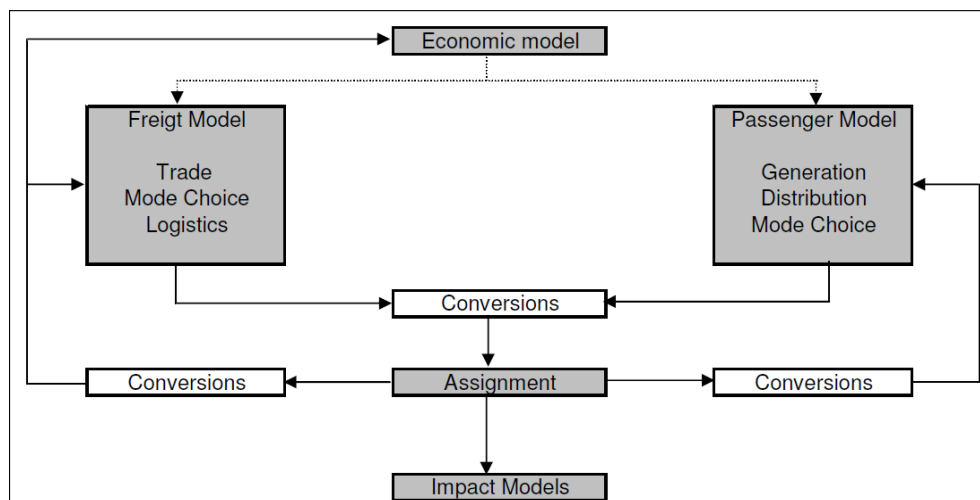 Economic model
Freigt Model
Trade
Mode Choice
Logistics
Passenger Model
Generation
Distribution
Mode Choice
Conversions
Conversions
Assignment
Conversions
Impact Models